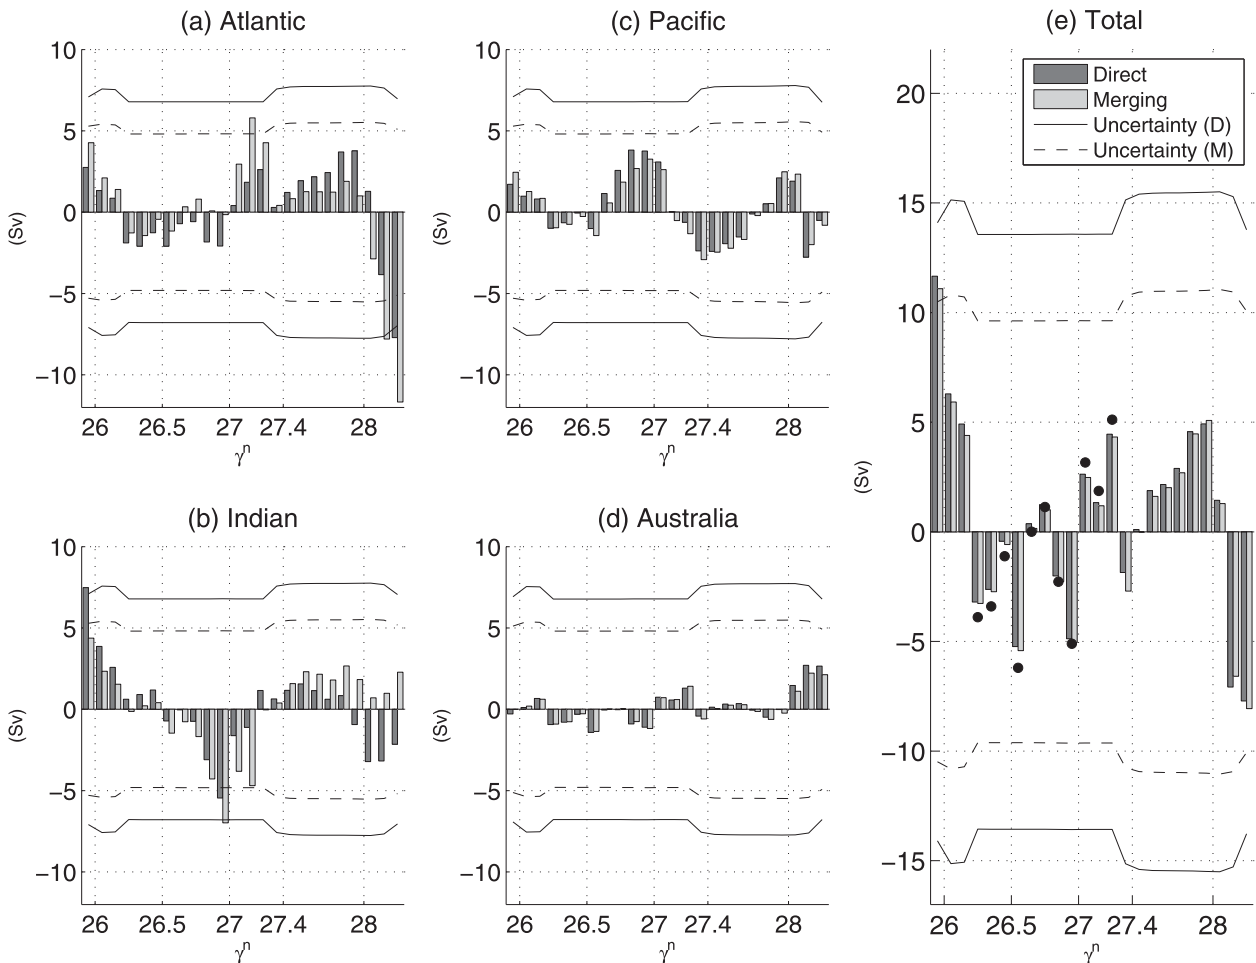 (a) Atlantic
10
5
0
−5
−10
(Sv)
26 26.5 27 27.4 28
γⁿ
(c) Pacific
10
5
0
−5
−10
(Sv)
26 26.5 27 27.4 28
γⁿ
(b) Indian
10
5
0
−5
−10
(Sv)
26 26.5 27 27.4 28
γⁿ
(d) Australia
10
5
0
−5
−10
(Sv)
26 26.5 27 27.4 28
γⁿ
(e) Total
Direct
Merging
Uncertainty (D)
Uncertainty (M)
20
15
10
5
0
−5
−10
−15
(Sv)
26 26.5 27 27.4 28
γⁿ